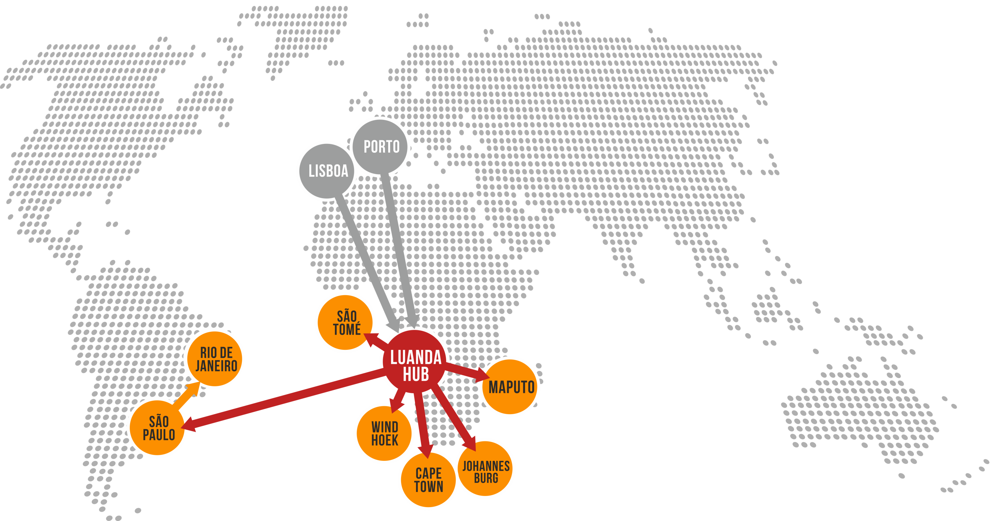 PORTO
LISBOA
SÃO
TOMÉ
RIO DE
JANEIRO
LUANDA
HUB
MAPUTO
SÃO
PAULO
WIND
HOEK
JOHANNES
BURG
CAPE
TOWN